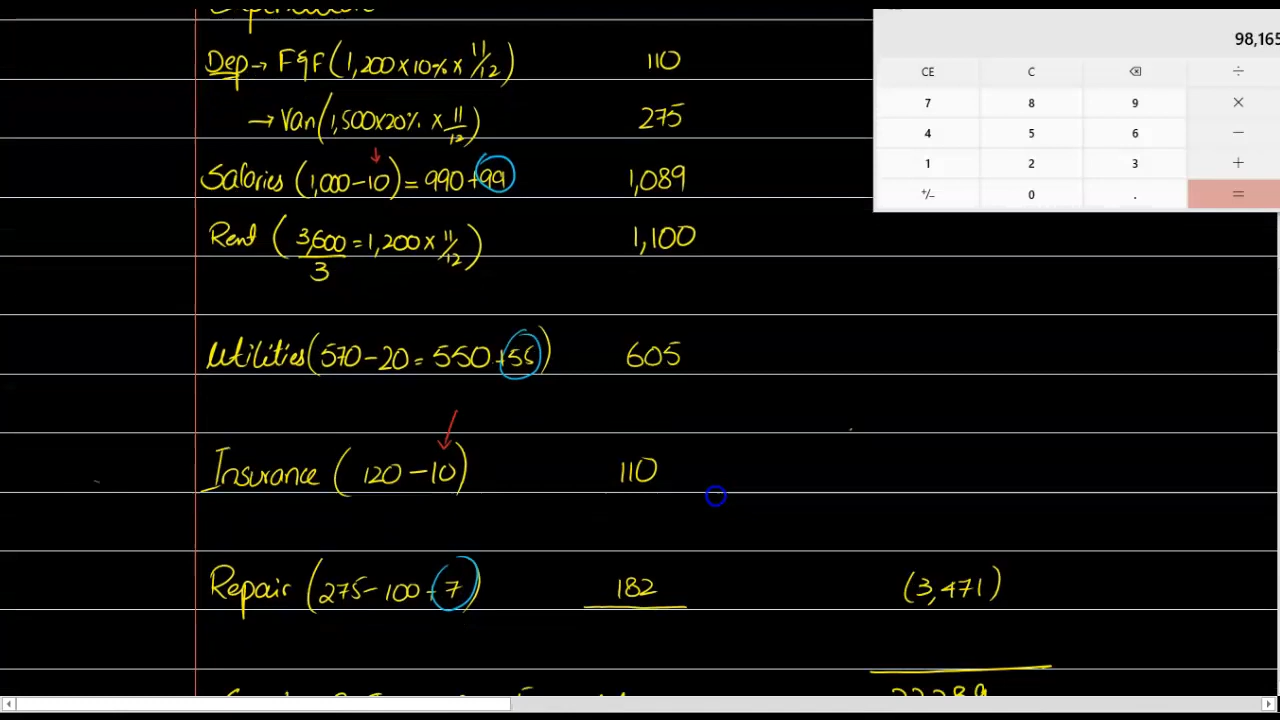 Dep → F&F (1,200 × 10% × 11/12) 110
→ Van (1,500×20% × 11/12) 275
Salaries (1,000 - 10) = 990 + 99 1,089
Rent (3,600/3 = 1,200 × 11/12) 1,100
Utilities (570 - 20 = 550 + 55) 605
Insurance (120 - 10) 110
Repair (275 - 100 + 7) 182 (3,471)
98,165
CE C ⌫ ÷
7 8 9 ×
4 5 6 −
1 2 3 +
+/− 0 . =